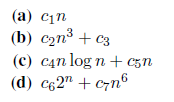 (a) c₁n
(b) c₂n³ + c₃
(c) c₄n log n + c₅n
(d) c₆2ⁿ + c₇n⁶